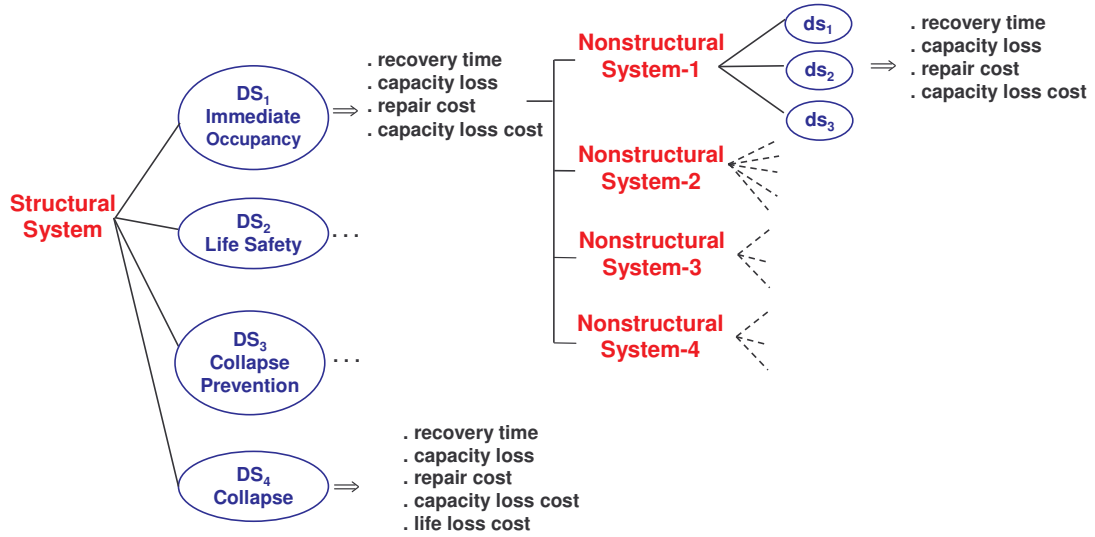 Structural
System
DS₁
Immediate
Occupancy
⇒
. recovery time
. capacity loss
. repair cost
. capacity loss cost
Nonstructural
System-1
ds₁
ds₂
ds₃
⇒
. recovery time
. capacity loss
. repair cost
. capacity loss cost
Nonstructural
System-2
Nonstructural
System-3
Nonstructural
System-4
DS₂
Life Safety
. . .
DS₃
Collapse
Prevention
. . .
DS₄
Collapse
⇒
. recovery time
. capacity loss
. repair cost
. capacity loss cost
. life loss cost